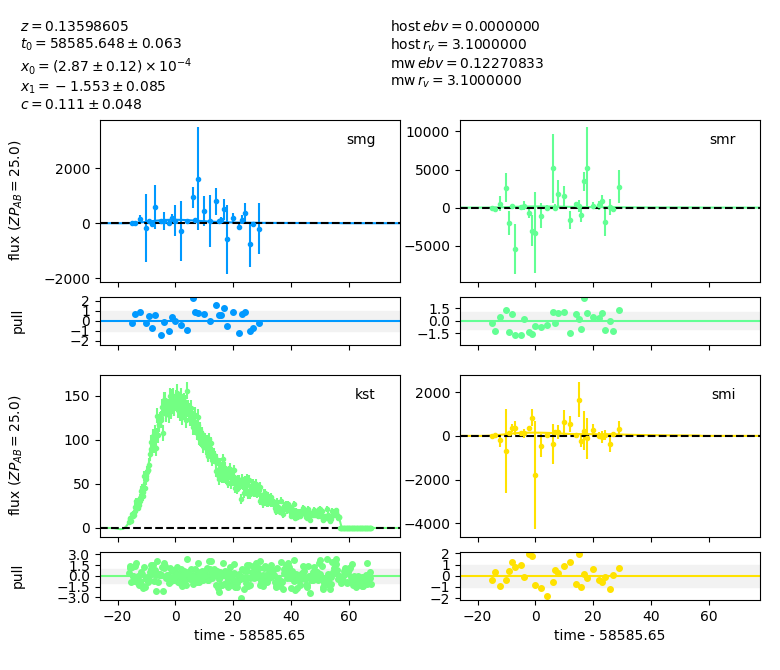 z = 0.13598605
t₀ = 58585.648 ± 0.063
x₀ = (2.87 ± 0.12) × 10⁻⁴
x₁ = −1.553 ± 0.085
c = 0.111 ± 0.048
host ebv = 0.0000000
host r_v = 3.1000000
mw ebv = 0.12270833
mw r_v = 3.1000000
smg
2000
0
−2000
flux (ZP_AB = 25.0)
smr
10000
5000
0
−5000
2
1
0
−1
−2
pull
1.5
0.0
−1.5
kst
150
100
50
0
flux (ZP_AB = 25.0)
smi
2000
0
−2000
−4000
3.0
1.5
0.0
−1.5
−3.0
pull
−20 0 20 40 60
time - 58585.65
2
1
0
−1
−2
−20 0 20 40 60
time - 58585.65